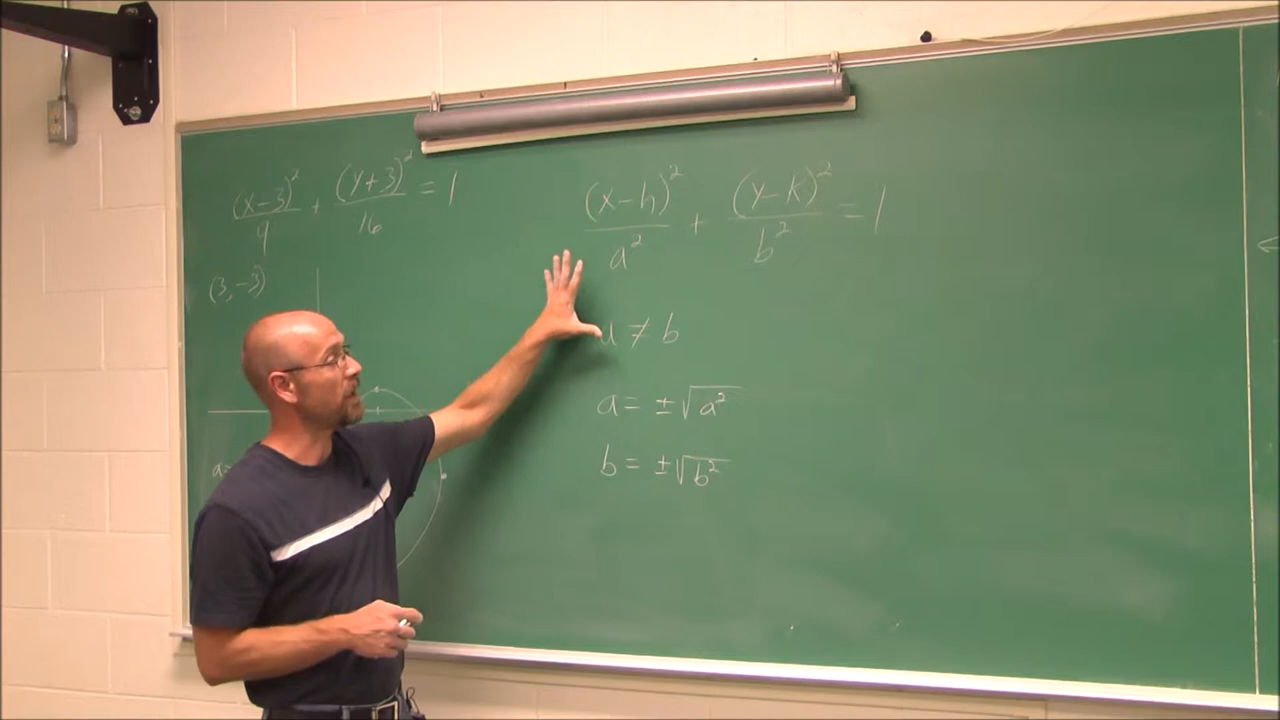 (x-3)²/9 + (y+3)²/16 = 1
(3, -3)
a=
(x-h)²/a² + (y-k)²/b² = 1
a ≠ b
a = ±√a²
b = ±√b²